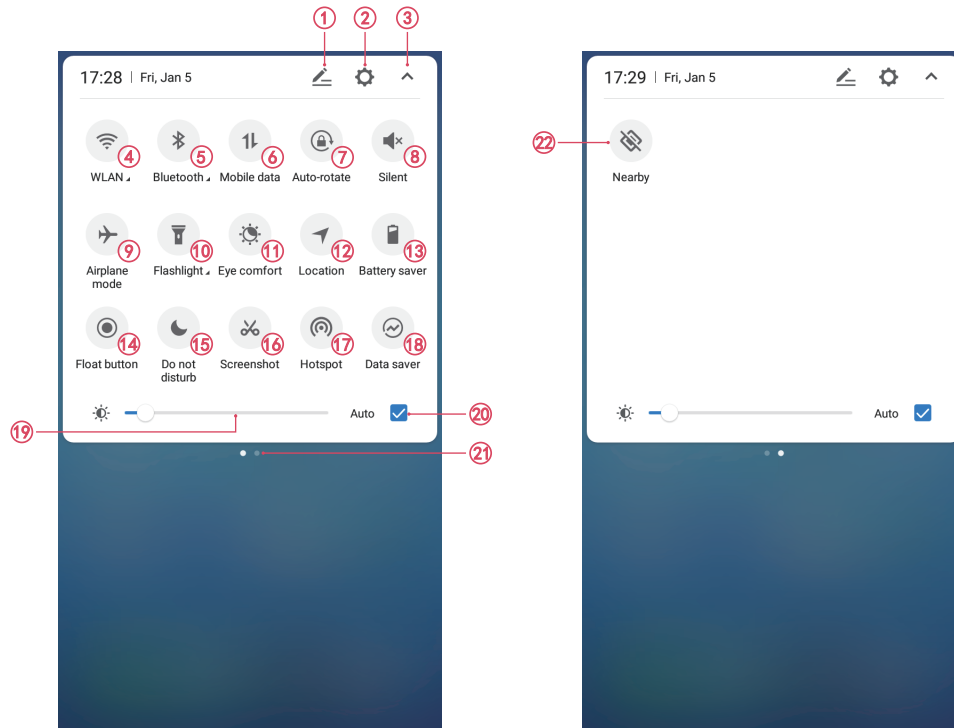 ① ② ③
17:28 | Fri, Jan 5
④ ⑤ ⑥ ⑦ ⑧
WLAN Bluetooth Mobile data Auto-rotate Silent
⑨ ⑩ ⑪ ⑫ ⑬
Airplane mode Flashlight Eye comfort Location Battery saver
⑭ ⑮ ⑯ ⑰ ⑱
Float button Do not disturb Screenshot Hotspot Data saver
⑲ Auto ⑳
㉑
17:29 | Fri, Jan 5
㉒
Nearby
Auto